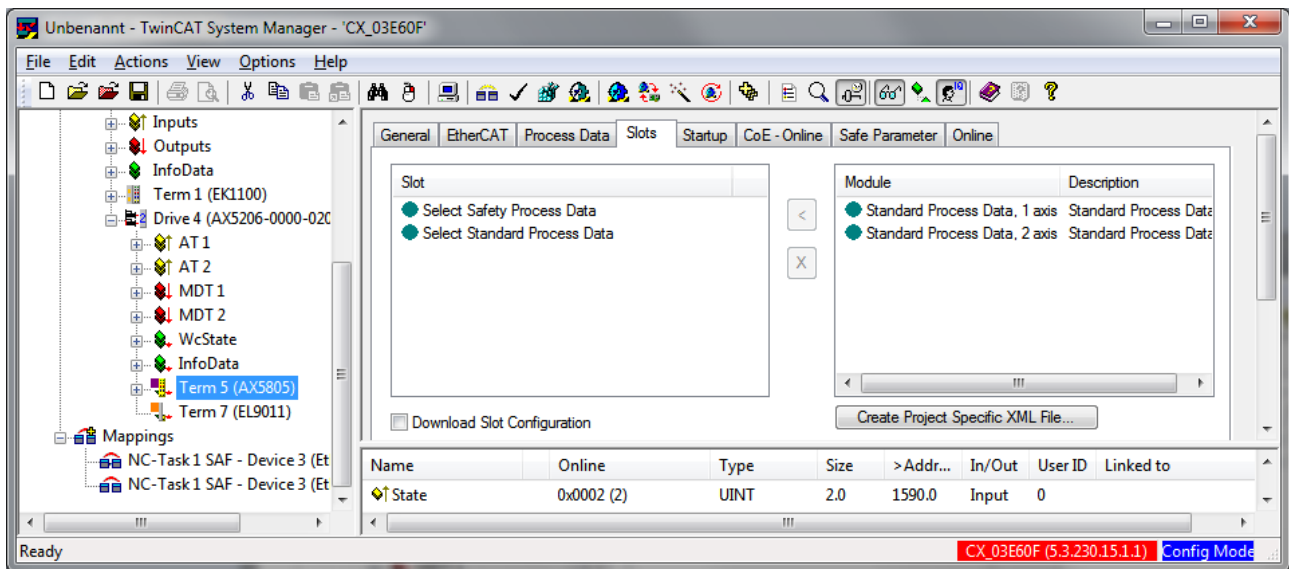 Unbenannt - TwinCAT System Manager - 'CX_03E60F'
File Edit Actions View Options Help
Inputs
Outputs
InfoData
Term 1 (EK1100)
Drive 4 (AX5206-0000-020
AT 1
AT 2
MDT 1
MDT 2
WcState
InfoData
Term 5 (AX5805)
Term 7 (EL9011)
Mappings
NC-Task 1 SAF - Device 3 (Et
NC-Task 1 SAF - Device 3 (Et
General EtherCAT Process Data Slots Startup CoE - Online Safe Parameter Online
Slot
Select Safety Process Data
Select Standard Process Data
<
X
Module Description
Standard Process Data, 1 axis Standard Process Data
Standard Process Data, 2 axis Standard Process Data
Download Slot Configuration
Create Project Specific XML File...
Name Online Type Size >Addr... In/Out User ID Linked to
State 0x0002 (2) UINT 2.0 1590.0 Input 0
Ready
CX_03E60F (5.3.230.15.1.1) Config Mode